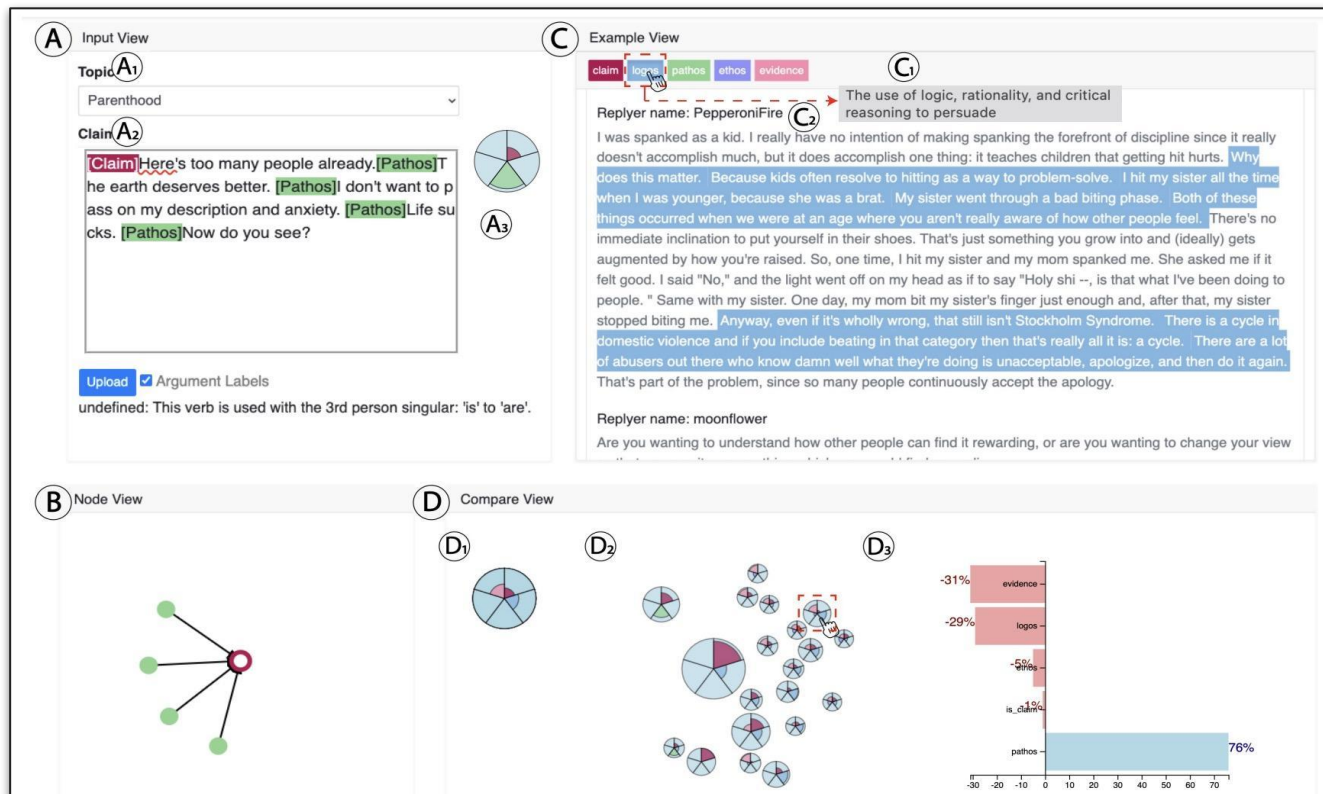 A Input View
Topic A1
Parenthood
Claim A2
[Claim]Here's too many people already.[Pathos]T
he earth deserves better. [Pathos]I don't want to p
ass on my description and anxiety. [Pathos]Life su
cks. [Pathos]Now do you see?
A3
Upload Argument Labels
undefined: This verb is used with the 3rd person singular: 'is' to 'are'.
C Example View
claim logos pathos ethos evidence
C1
The use of logic, rationality, and critical
reasoning to persuade
Replyer name: PepperoniFire C2
I was spanked as a kid. I really have no intention of making spanking the forefront of discipline since it really
doesn't accomplish much, but it does accomplish one thing: it teaches children that getting hit hurts. Why
does this matter. Because kids often resolve to hitting as a way to problem-solve. I hit my sister all the time
when I was younger, because she was a brat. My sister went through a bad biting phase. Both of these
things occurred when we were at an age where you aren't really aware of how other people feel. There's no
immediate inclination to put yourself in their shoes. That's just something you grow into and (ideally) gets
augmented by how you're raised. So, one time, I hit my sister and my mom spanked me. She asked me if it
felt good. I said "No," and the light went off on my head as if to say "Holy shi --, is that what I've been doing to
people. " Same with my sister. One day, my mom bit my sister's finger just enough and, after that, my sister
stopped biting me. Anyway, even if it's wholly wrong, that still isn't Stockholm Syndrome. There is a cycle in
domestic violence and if you include beating in that category then that's really all it is: a cycle. There are a lot
of abusers out there who know damn well what they're doing is unacceptable, apologize, and then do it again.
That's part of the problem, since so many people continuously accept the apology.
Replyer name: moonflower
Are you wanting to understand how other people can find it rewarding, or are you wanting to change your view
B Node View
D Compare View
D1
D2
D3
-31% evidence
-29% logos
-5% ethos
-1% is_claim
pathos 76%
-30 -20 -10 0 10 20 30 40 50 60 70